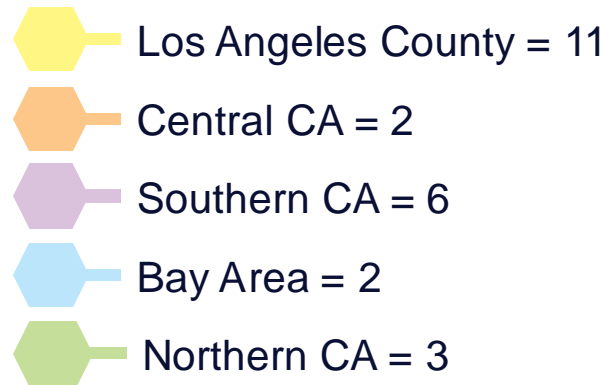 Los Angeles County = 11
Central CA = 2
Southern CA = 6
Bay Area = 2
Northern CA = 3